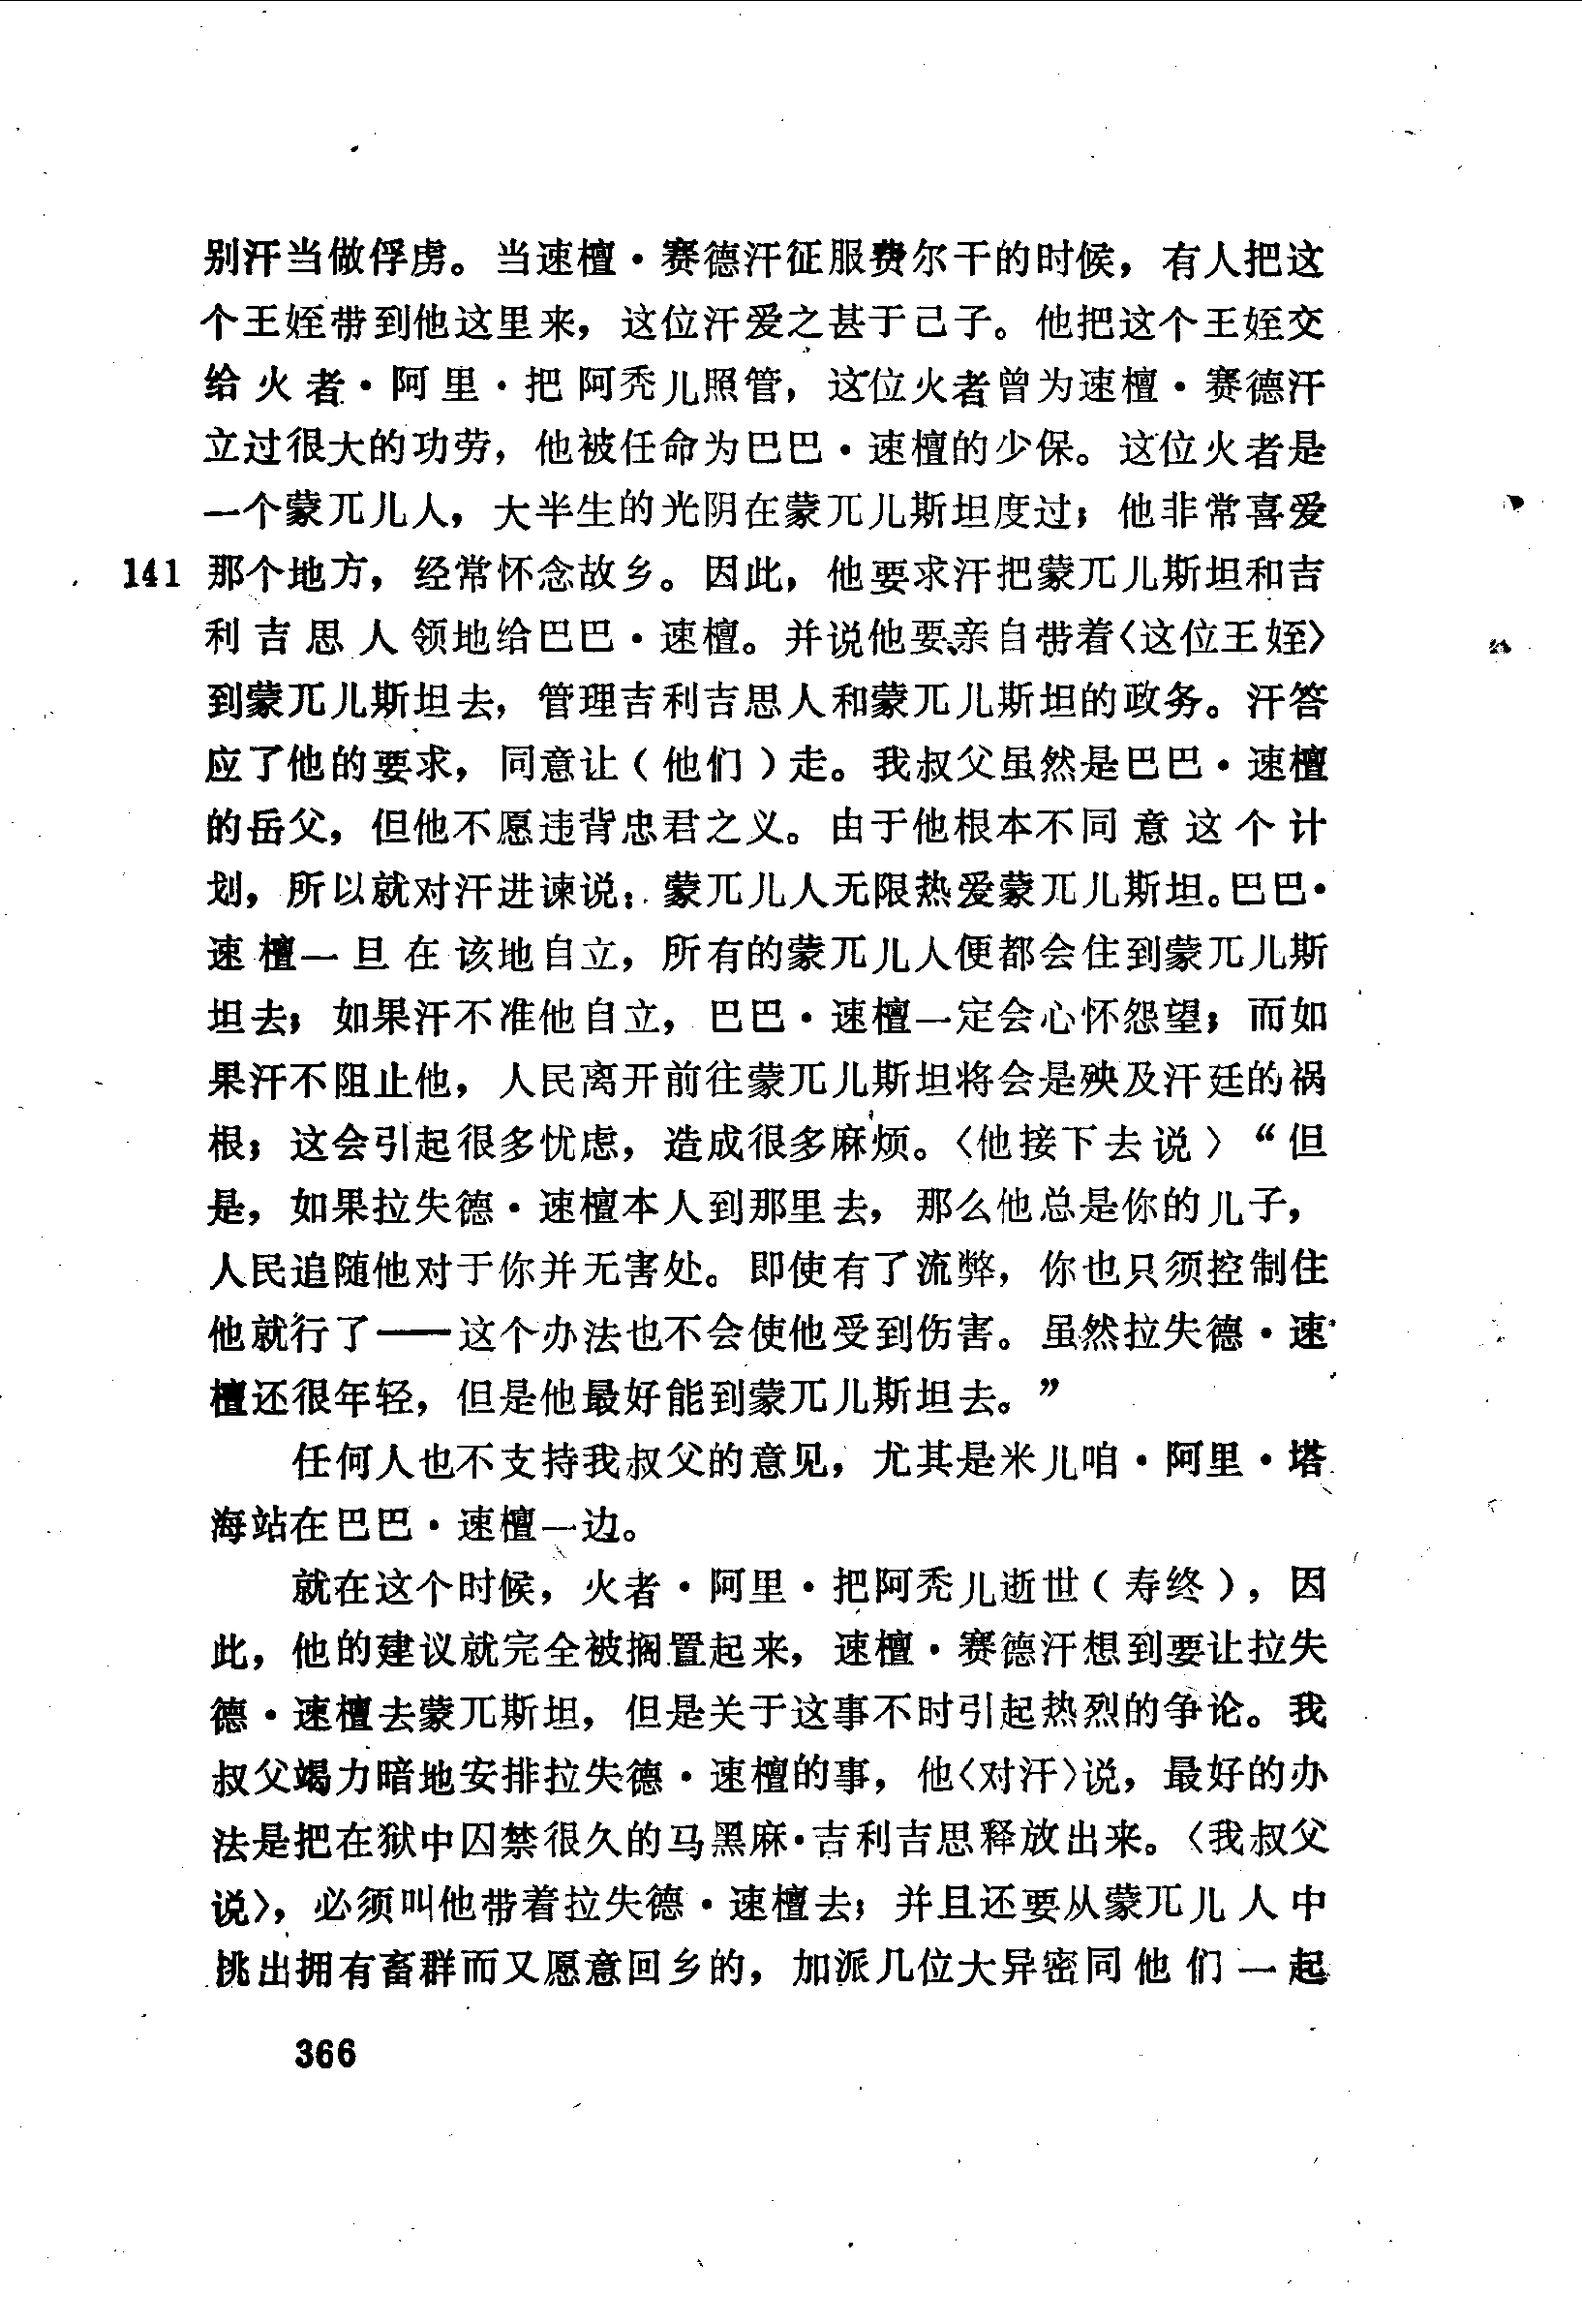 别汗当做俘虏。当速檀·赛德汗征服费尔干的时候，有人把这
个王姪带到他这里来，这位汗爱之甚于己子。他把这个王姪交
给火者·阿里·把阿秃儿照管，这位火者曾为速檀·赛德汗
立过很大的功劳，他被任命为巴巴·速檀的少保。这位火者是
一个蒙兀儿人，大半生的光阴在蒙兀儿斯坦度过；他非常喜爱
141 那个地方，经常怀念故乡。因此，他要求汗把蒙兀儿斯坦和吉
利吉思人领地给巴巴·速檀。并说他要亲自带着〈这位王姪〉
到蒙兀儿斯坦去，管理吉利吉思人和蒙兀儿斯坦的政务。汗答
应了他的要求，同意让（他们）走。我叔父虽然是巴巴·速檀
的岳父，但他不愿违背忠君之义。由于他根本不同意这个计
划，所以就对汗进谏说：蒙兀儿人无限热爱蒙兀儿斯坦。巴巴·
速檀一旦在该地自立，所有的蒙兀儿人便都会住到蒙兀儿斯
坦去；如果汗不准他自立，巴巴·速檀一定会心怀怨望；而如
果汗不阻止他，人民离开前往蒙兀儿斯坦将会是殃及汗廷的祸
根；这会引起很多忧虑，造成很多麻烦。〈他接下去说〉“但
是，如果拉失德·速檀本人到那里去，那么他总是你的儿子，
人民追随他对于你并无害处。即使有了流弊，你也只须控制住
他就行了——这个办法也不会使他受到伤害。虽然拉失德·速
檀还很年轻，但是他最好能到蒙兀儿斯坦去。”
任何人也不支持我叔父的意见，尤其是米儿咱·阿里·塔
海站在巴巴·速檀一边。
就在这个时候，火者·阿里·把阿秃儿逝世（寿终），因
此，他的建议就完全被搁置起来，速檀·赛德汗想到要让拉失
德·速檀去蒙兀斯坦，但是关于这事不时引起热烈的争论。我
叔父竭力暗地安排拉失德·速檀的事，他〈对汗〉说，最好的办
法是把在狱中囚禁很久的马黑麻·吉利吉思释放出来。〈我叔父
说〉，必须叫他带着拉失德·速檀去；并且还要从蒙兀儿人中
挑出拥有畜群而又愿意回乡的，加派几位大异密同他们一起
366